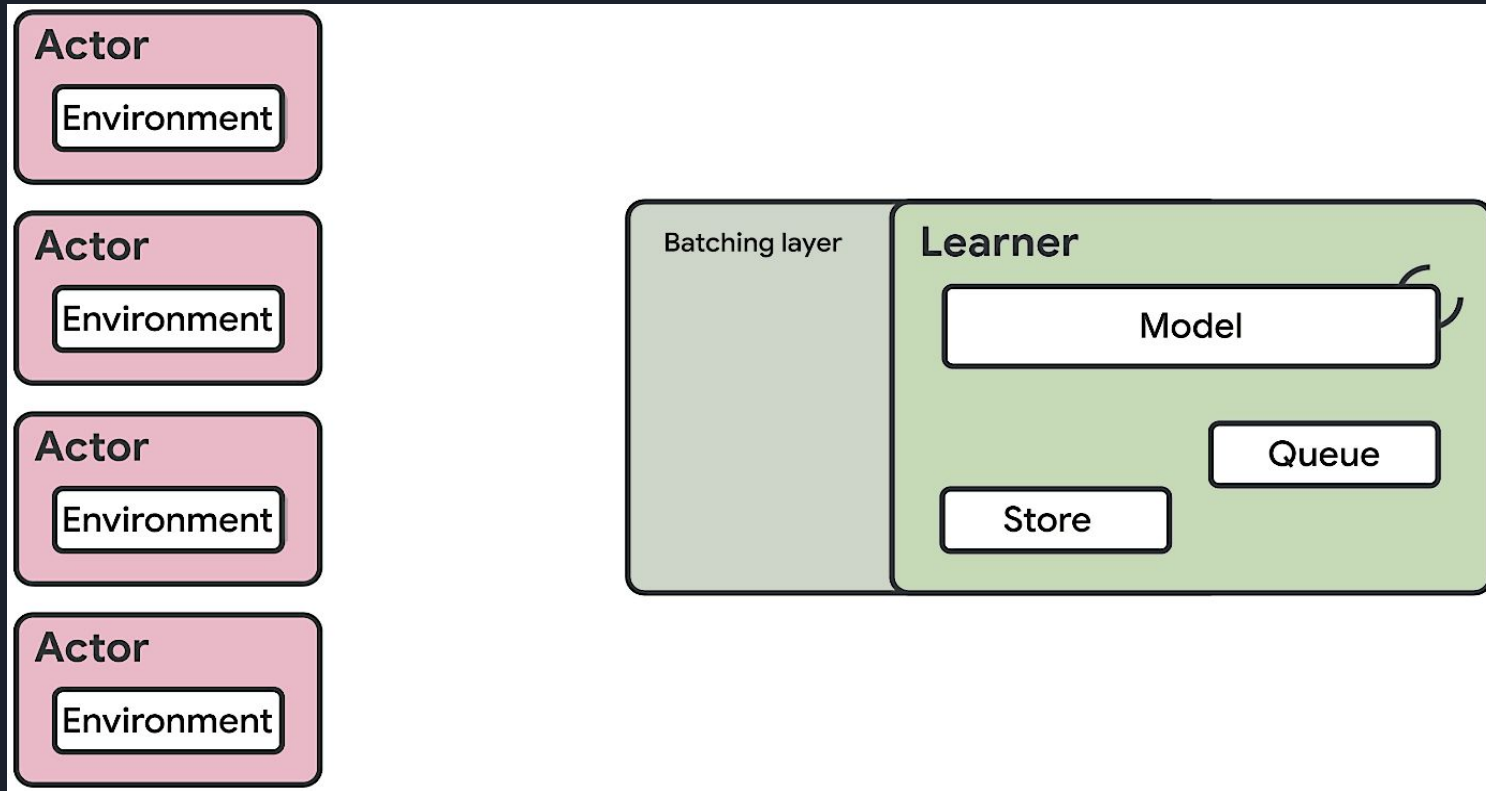 Actor
Environment
Actor
Environment
Actor
Environment
Actor
Environment
Batching layer
Learner
Model
Queue
Store